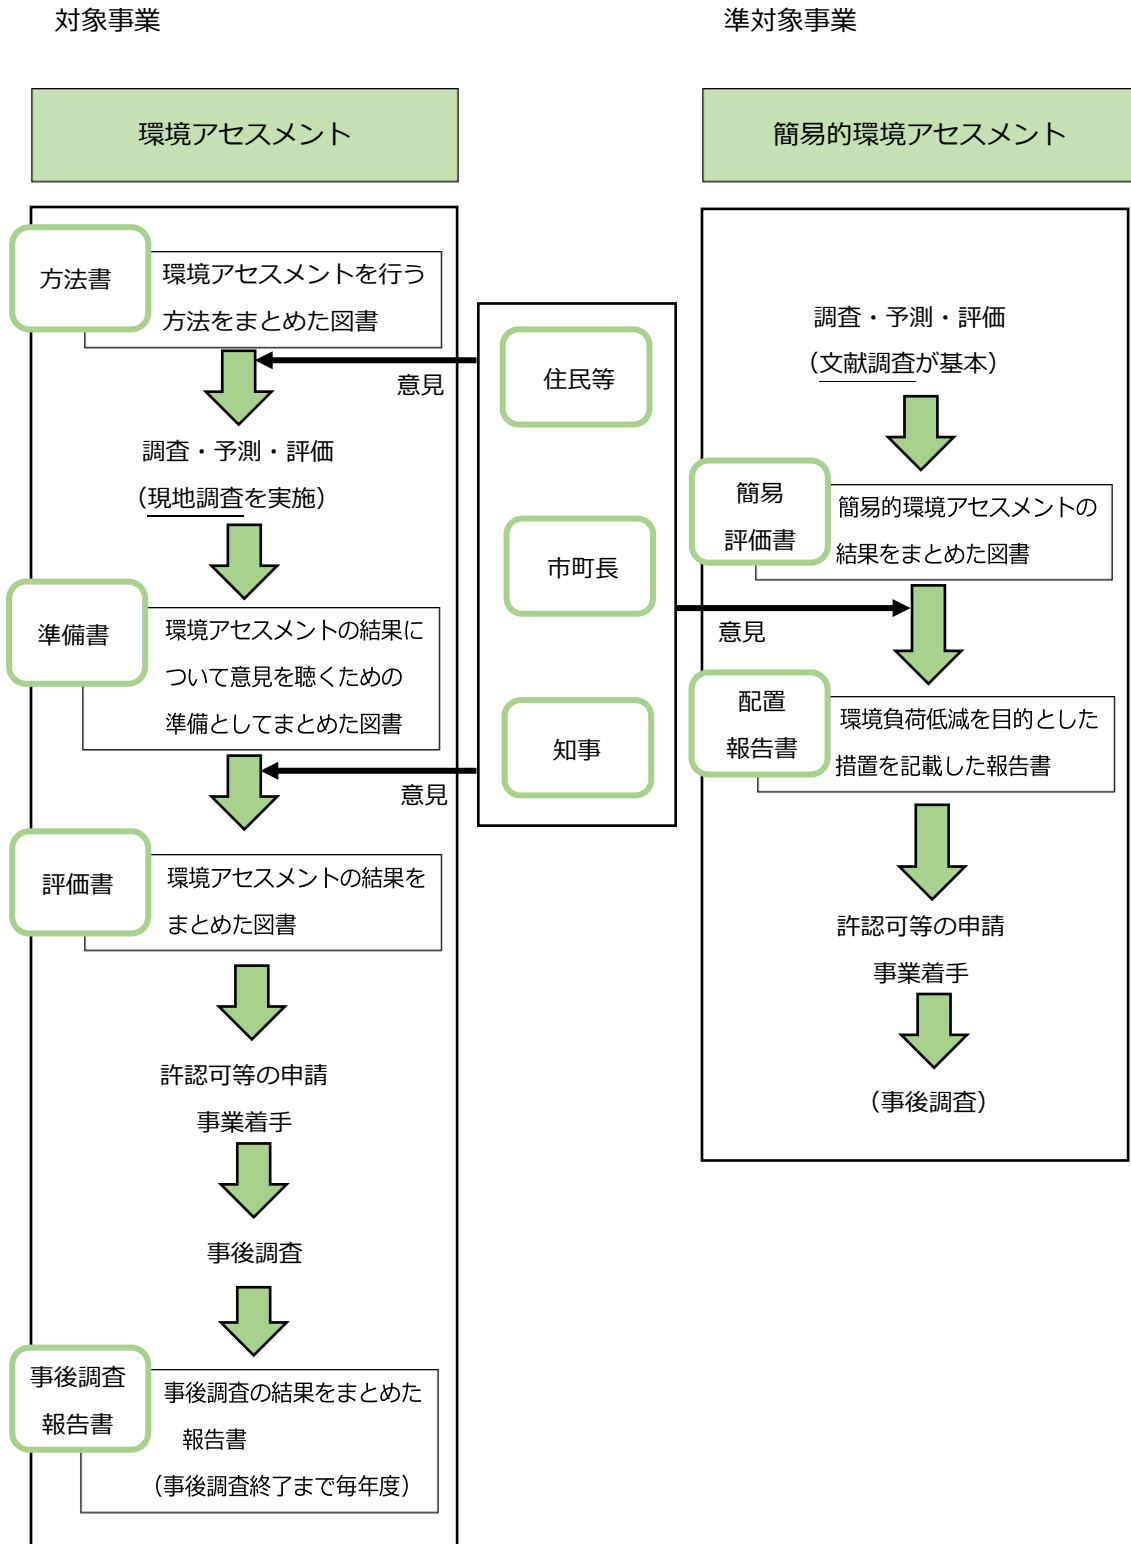 対象事業
準対象事業
環境アセスメント
簡易的環境アセスメント
方法書
環境アセスメントを行う
方法をまとめた図書
意見
調査・予測・評価
（現地調査を実施）
準備書
環境アセスメントの結果に
ついて意見を聴くための
準備としてまとめた図書
意見
評価書
環境アセスメントの結果を
まとめた図書
許認可等の申請
事業着手
事後調査
事後調査
報告書
事後調査の結果をまとめた
報告書
（事後調査終了まで毎年度）
住民等
市町長
知事
調査・予測・評価
（文献調査が基本）
簡易
評価書
簡易的環境アセスメントの
結果をまとめた図書
意見
配置
報告書
環境負荷低減を目的とした
措置を記載した報告書
許認可等の申請
事業着手
（事後調査）